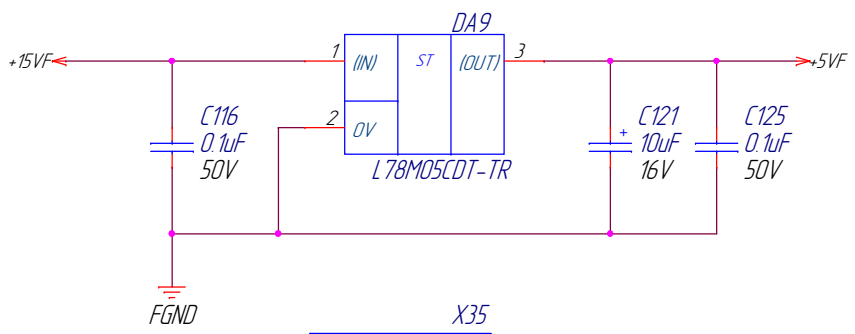 DA9
+15VF
1
(IN)
ST
(OUT)
3
+5VF
2
0V
C116
0.1uF
50V
L78M05CDT-TR
C121
+
10uF
16V
C125
0.1uF
50V
FGND
X35